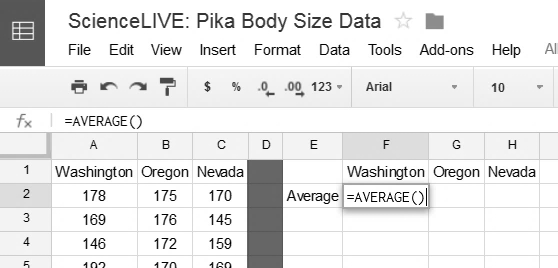 ScienceLIVE: Pika Body Size Data
File Edit View Insert Format Data Tools Add-ons Help
$ % .0 .00 123 Arial 10
fx =AVERAGE()
A B C D E F G H
1 Washington Oregon Nevada Washington Oregon Nevada
2 178 175 170 Average =AVERAGE()
3 169 176 145
4 146 172 159
5 192 170 169